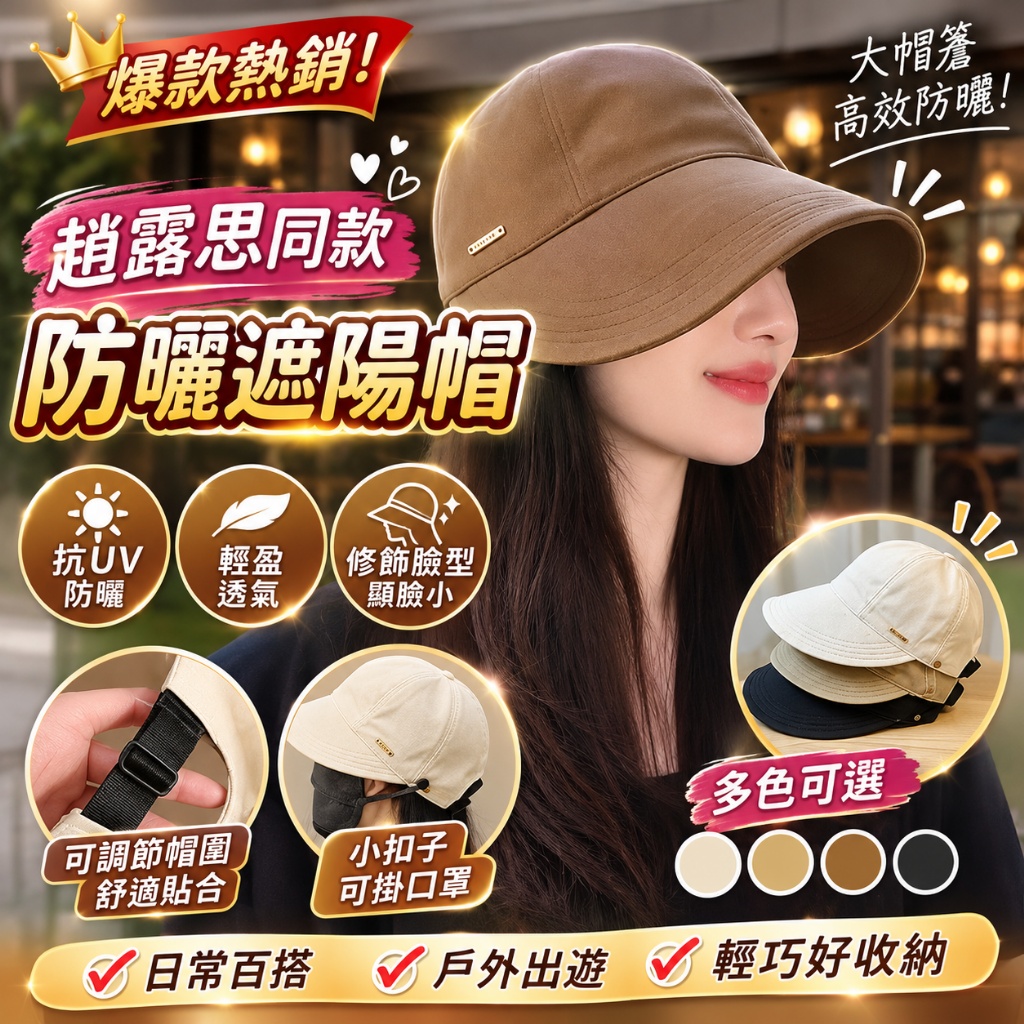 爆款熱銷!
大帽簷
高效防曬!
趙露思同款
防曬遮陽帽
抗UV
防曬
輕盈
透氣
修飾臉型
顯臉小
可調節帽圍
舒適貼合
小扣子
可掛口罩
多色可選
日常百搭
戶外出遊
輕巧好收納